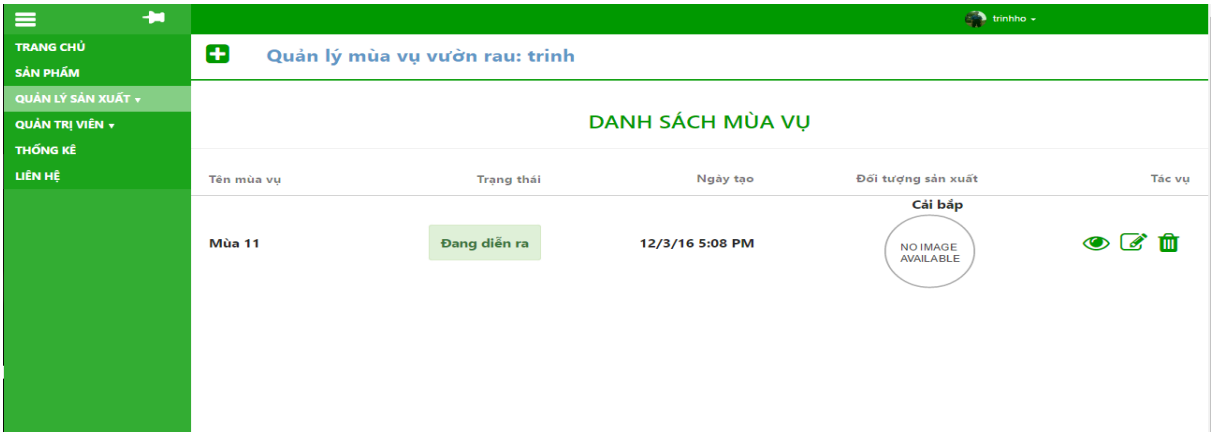 trinhho
TRANG CHỦ
SẢN PHẨM
QUẢN LÝ SẢN XUẤT
QUẢN TRỊ VIÊN
THỐNG KÊ
LIÊN HỆ
Quản lý mùa vụ vườn rau: trinh
DANH SÁCH MÙA VỤ
Tên mùa vụ Trạng thái Ngày tạo Đối tượng sản xuất Tác vụ
Cải bắp
Mùa 11 Đang diễn ra 12/3/16 5:08 PM
NO IMAGE
AVAILABLE